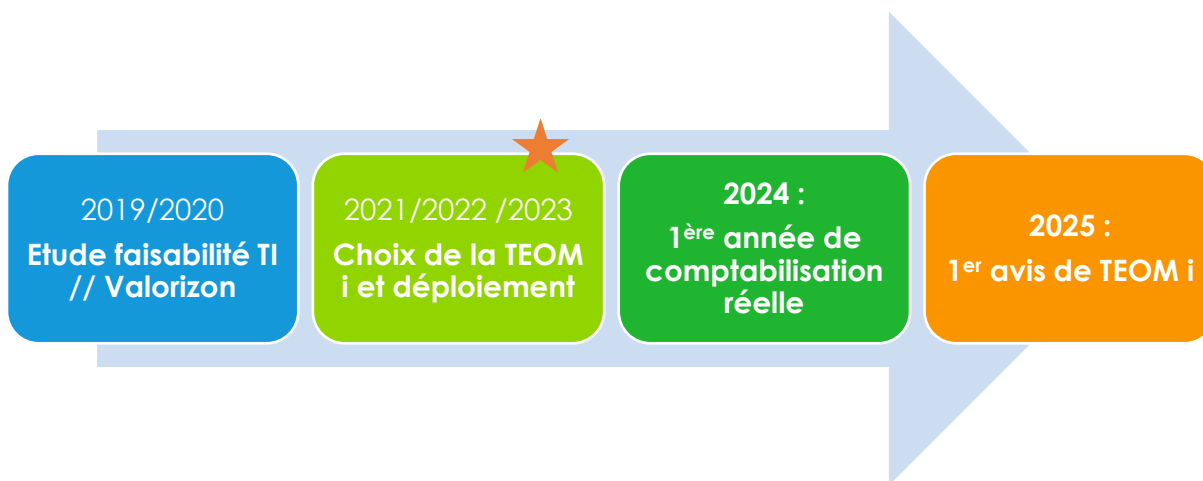 2019/2020
Etude faisabilité TI
// Valorizon
2021/2022 /2023
Choix de la TEOM
i et déploiement
2024 :
1ère année de
comptabilisation
réelle
2025 :
1er avis de TEOM i